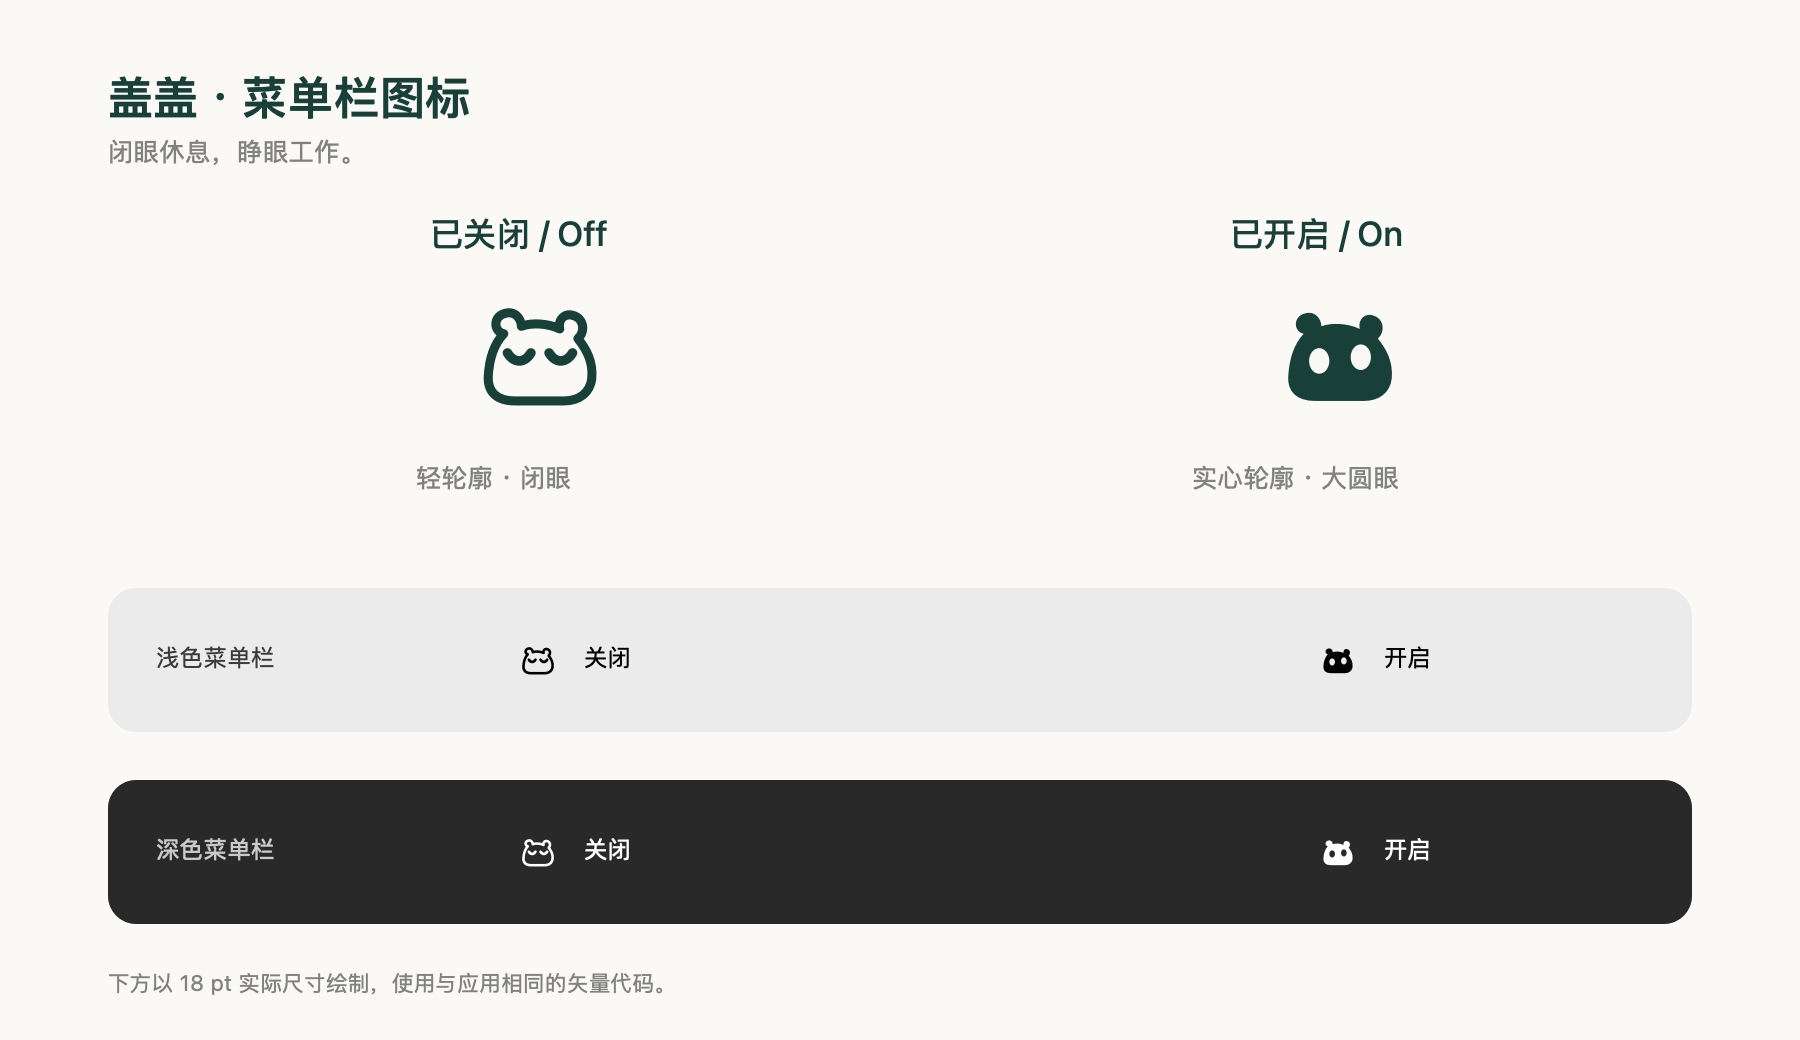 盖盖 · 菜单栏图标
闭眼休息，睁眼工作。
已关闭 / Off
已开启 / On
轻轮廓 · 闭眼
实心轮廓 · 大圆眼
浅色菜单栏 关闭 开启
深色菜单栏 关闭 开启
下方以 18 pt 实际尺寸绘制，使用与应用相同的矢量代码。